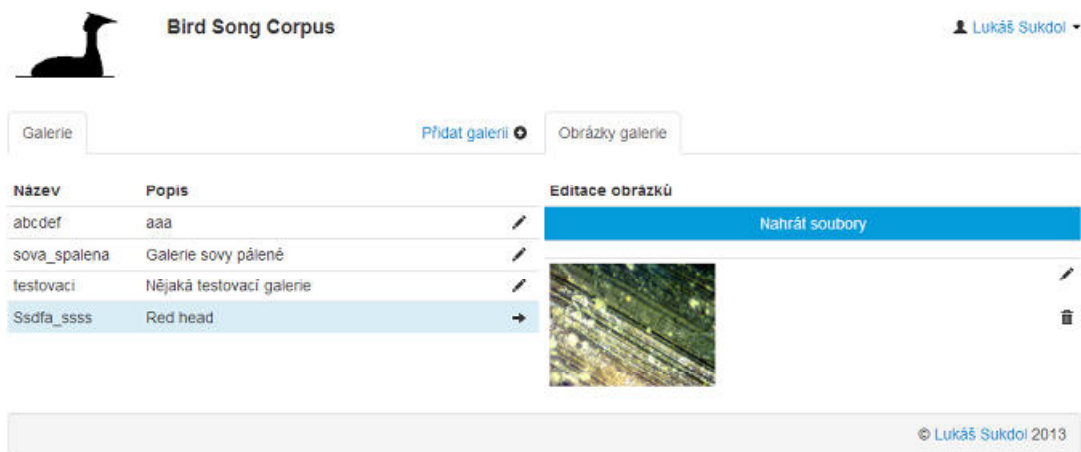 Bird Song Corpus
Lukáš Sukdol
Galerie
Přidat galerii
Obrázky galerie
Název Popis
abcdef aaa
sova_spalena Galerie sovy pálené
testovaci Nějaká testovací galerie
Ssdfa_ssss Red head
Editace obrázků
Nahrát soubory
© Lukáš Sukdol 2013